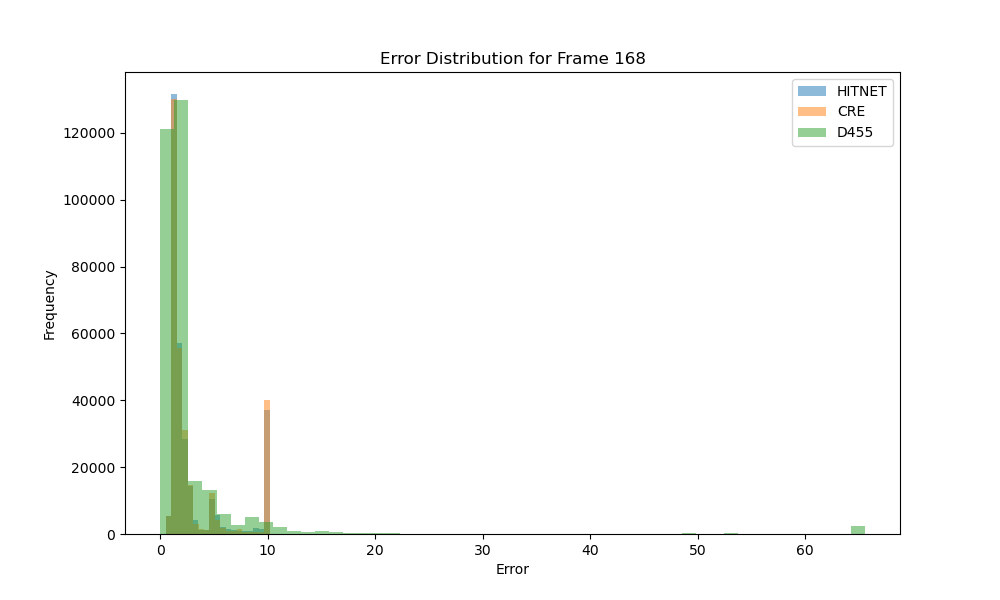 Error Distribution for Frame 168
HITNET
CRE
D455
120000
100000
80000
60000
40000
20000
0
Frequency
0 10 20 30 40 50 60
Error